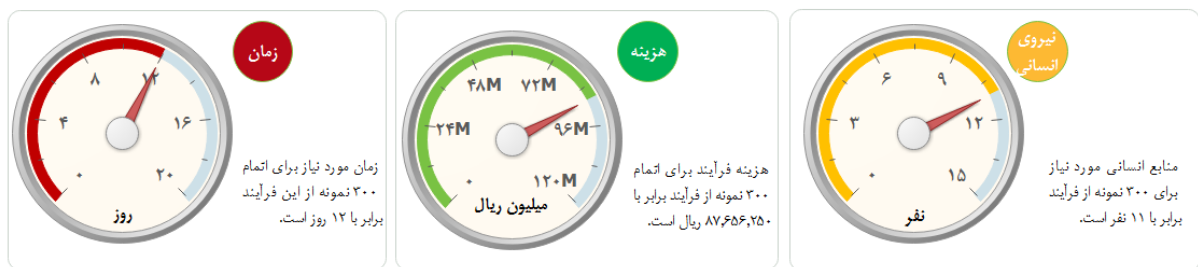 نیروی
انسانی
۰
۳
۶
۹
۱۲
۱۵
نفر
منابع انسانی مورد نیاز
برای ۳۰۰ نمونه از فرآیند
برابر با ۱۱ نفر است.
هزینه
۰
۲۴M
۴۸M
۷۲M
۹۶M
۱۲۰M
میلیون ریال
هزینه فرآیند برای اتمام
۳۰۰ نمونه از فرآیند برابر با
۸۷,۶۵۶,۲۵۰ ریال است.
زمان
۰
۴
۸
۱۲
۱۶
۲۰
روز
زمان مورد نیاز برای اتمام
۳۰۰ نمونه از این فرآیند
برابر با ۱۲ روز است.